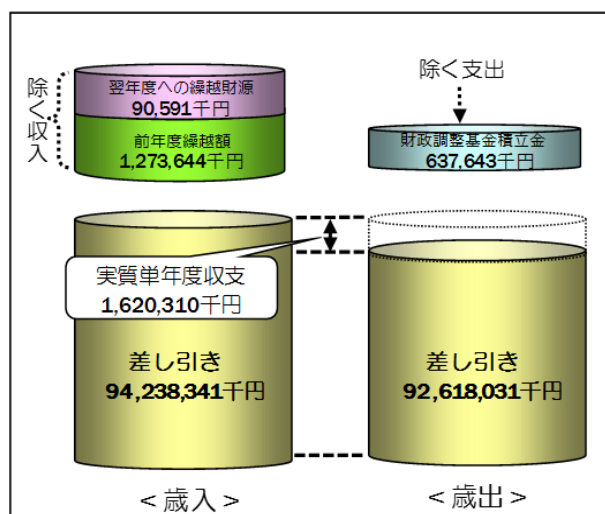 除く収入
翌年度への繰越財源
90,591千円
前年度繰越額
1,273,644千円
除く支出
財政調整基金積立金
637,643千円
実質単年度収支
1,620,310千円
差し引き
94,238,341千円
差し引き
92,618,031千円
<歳入>
<歳出>